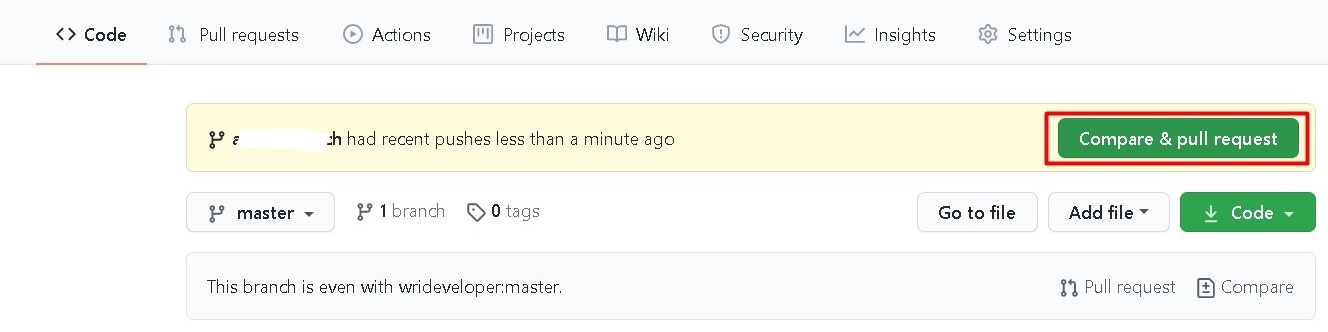 Code Pull requests Actions Projects Wiki Security Insights Settings
had recent pushes less than a minute ago Compare & pull request
master 1 branch 0 tags Go to file Add file Code
This branch is even with wrideveloper:master. Pull request Compare